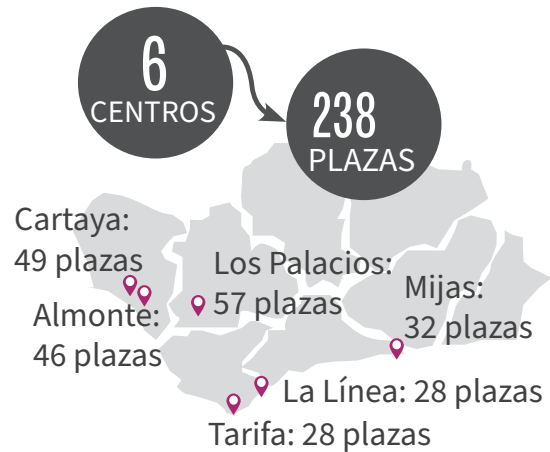 6
CENTROS
238
PLAZAS
Cartaya:
49 plazas
Los Palacios:
57 plazas
Mijas:
32 plazas
Almonte:
46 plazas
La Línea: 28 plazas
Tarifa: 28 plazas